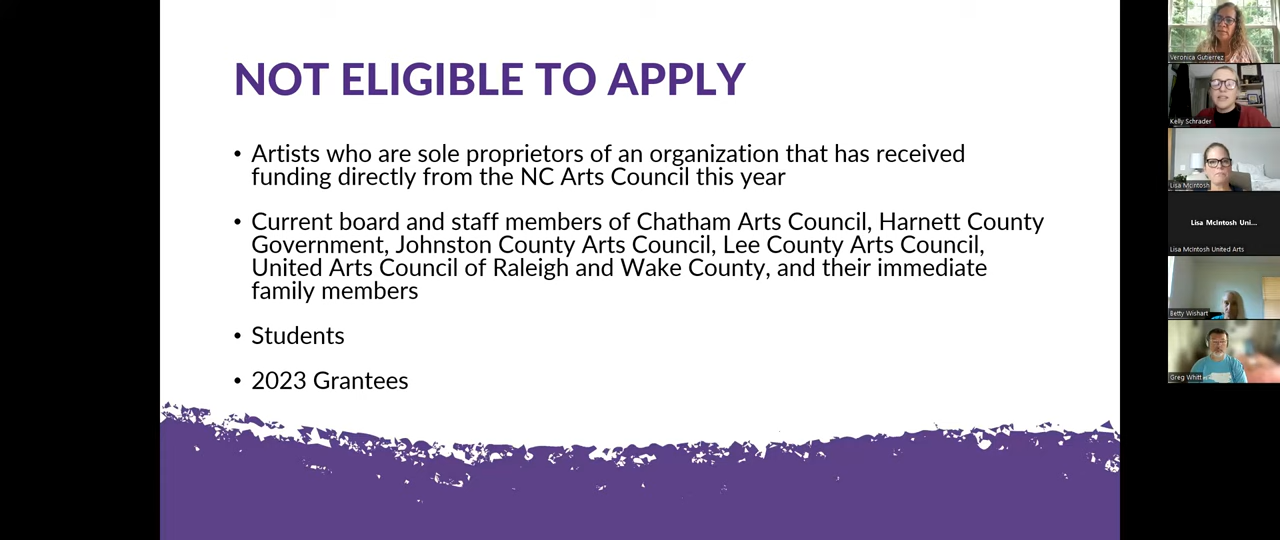 NOT ELIGIBLE TO APPLY
• Artists who are sole proprietors of an organization that has received
funding directly from the NC Arts Council this year
• Current board and staff members of Chatham Arts Council, Harnett County
Government, Johnston County Arts Council, Lee County Arts Council,
United Arts Council of Raleigh and Wake County, and their immediate
family members
• Students
• 2023 Grantees
Veronica Gutierrez
Kelly Schrader
Lisa McIntosh
Lisa McIntosh Uni...
Lisa McIntosh United Arts
Betty Wishart
Greg Whitt